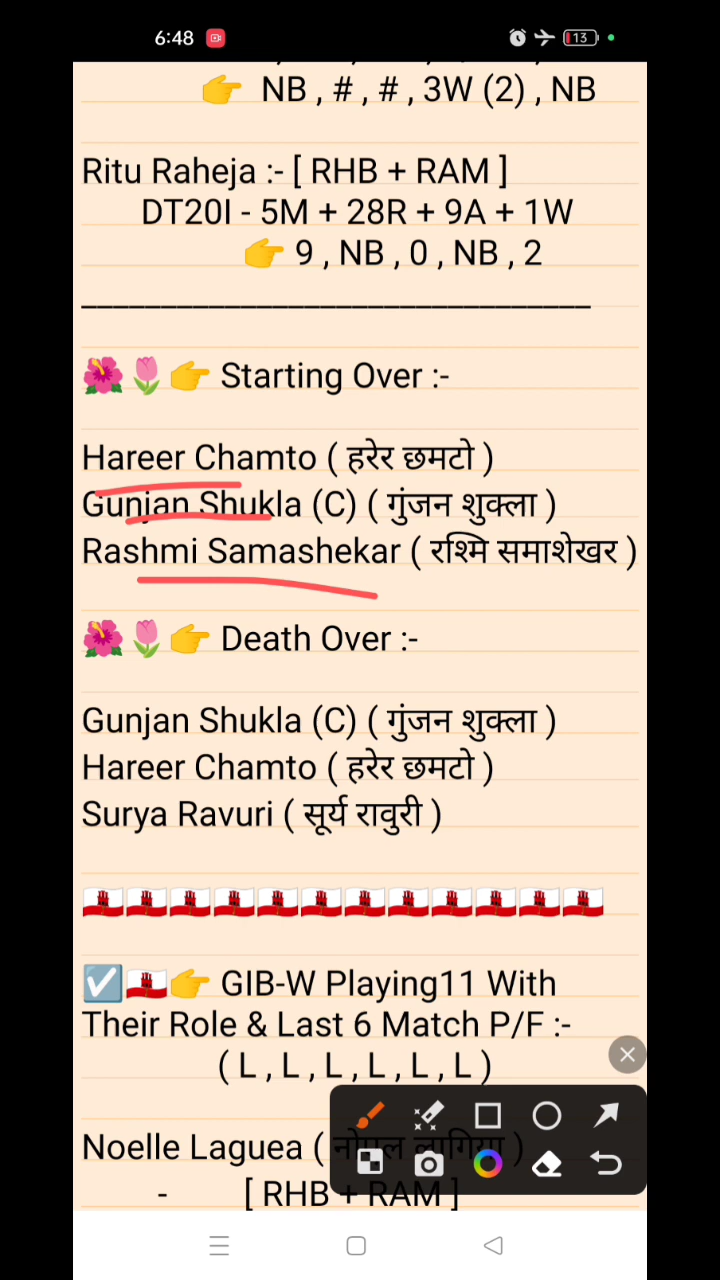 6:48
13
👉 NB , # , # , 3W (2) , NB
Ritu Raheja :- [ RHB + RAM ]
DT20I - 5M + 28R + 9A + 1W
👉 9 , NB , 0 , NB , 2
🌺🌷👉 Starting Over :-
Hareer Chamto ( हरेर छमटो )
Gunjan Shukla (C) ( गुंजन शुक्ला )
Rashmi Samashekar ( रश्मि समाशेखर )
🌺🌷👉 Death Over :-
Gunjan Shukla (C) ( गुंजन शुक्ला )
Hareer Chamto ( हरेर छमटो )
Surya Ravuri ( सूर्य रावुरी )
🇬🇮🇬🇮🇬🇮🇬🇮🇬🇮🇬🇮🇬🇮🇬🇮🇬🇮🇬🇮🇬🇮🇬🇮
☑️🇬🇮👉 GIB-W Playing11 With
Their Role & Last 6 Match P/F :-
( L , L , L , L , L , L )
Noelle Laguea ( )
- [ RHB + RAM ]